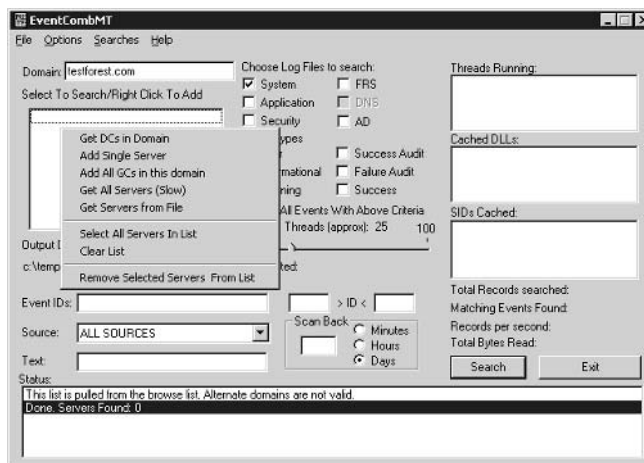 EventCombMT
File Options Searches Help
Domain: testforest.com
Select To Search/Right Click To Add
Get DCs in Domain
Add Single Server
Add All GCs in this domain
Get All Servers (Slow)
Get Servers from File
Select All Servers In List
Clear List
Remove Selected Servers From List
Choose Log Files to search:
System FRS
Application DNS
Security AD
ypes
Success Audit
mational Failure Audit
ning Success
All Events With Above Criteria
Threads (approx): 25 100
Output D
c:\temp ted:
Event IDs: > ID <
Source: ALL SOURCES
Text:
Scan Back
Minutes
Hours
Days
Threads Running:
Cached DLLs:
SIDs Cached:
Total Records searched:
Matching Events Found:
Records per second:
Total Bytes Read:
Search Exit
Status:
This list is pulled from the browse list. Alternate domains are not valid.
Done. Servers Found: 0